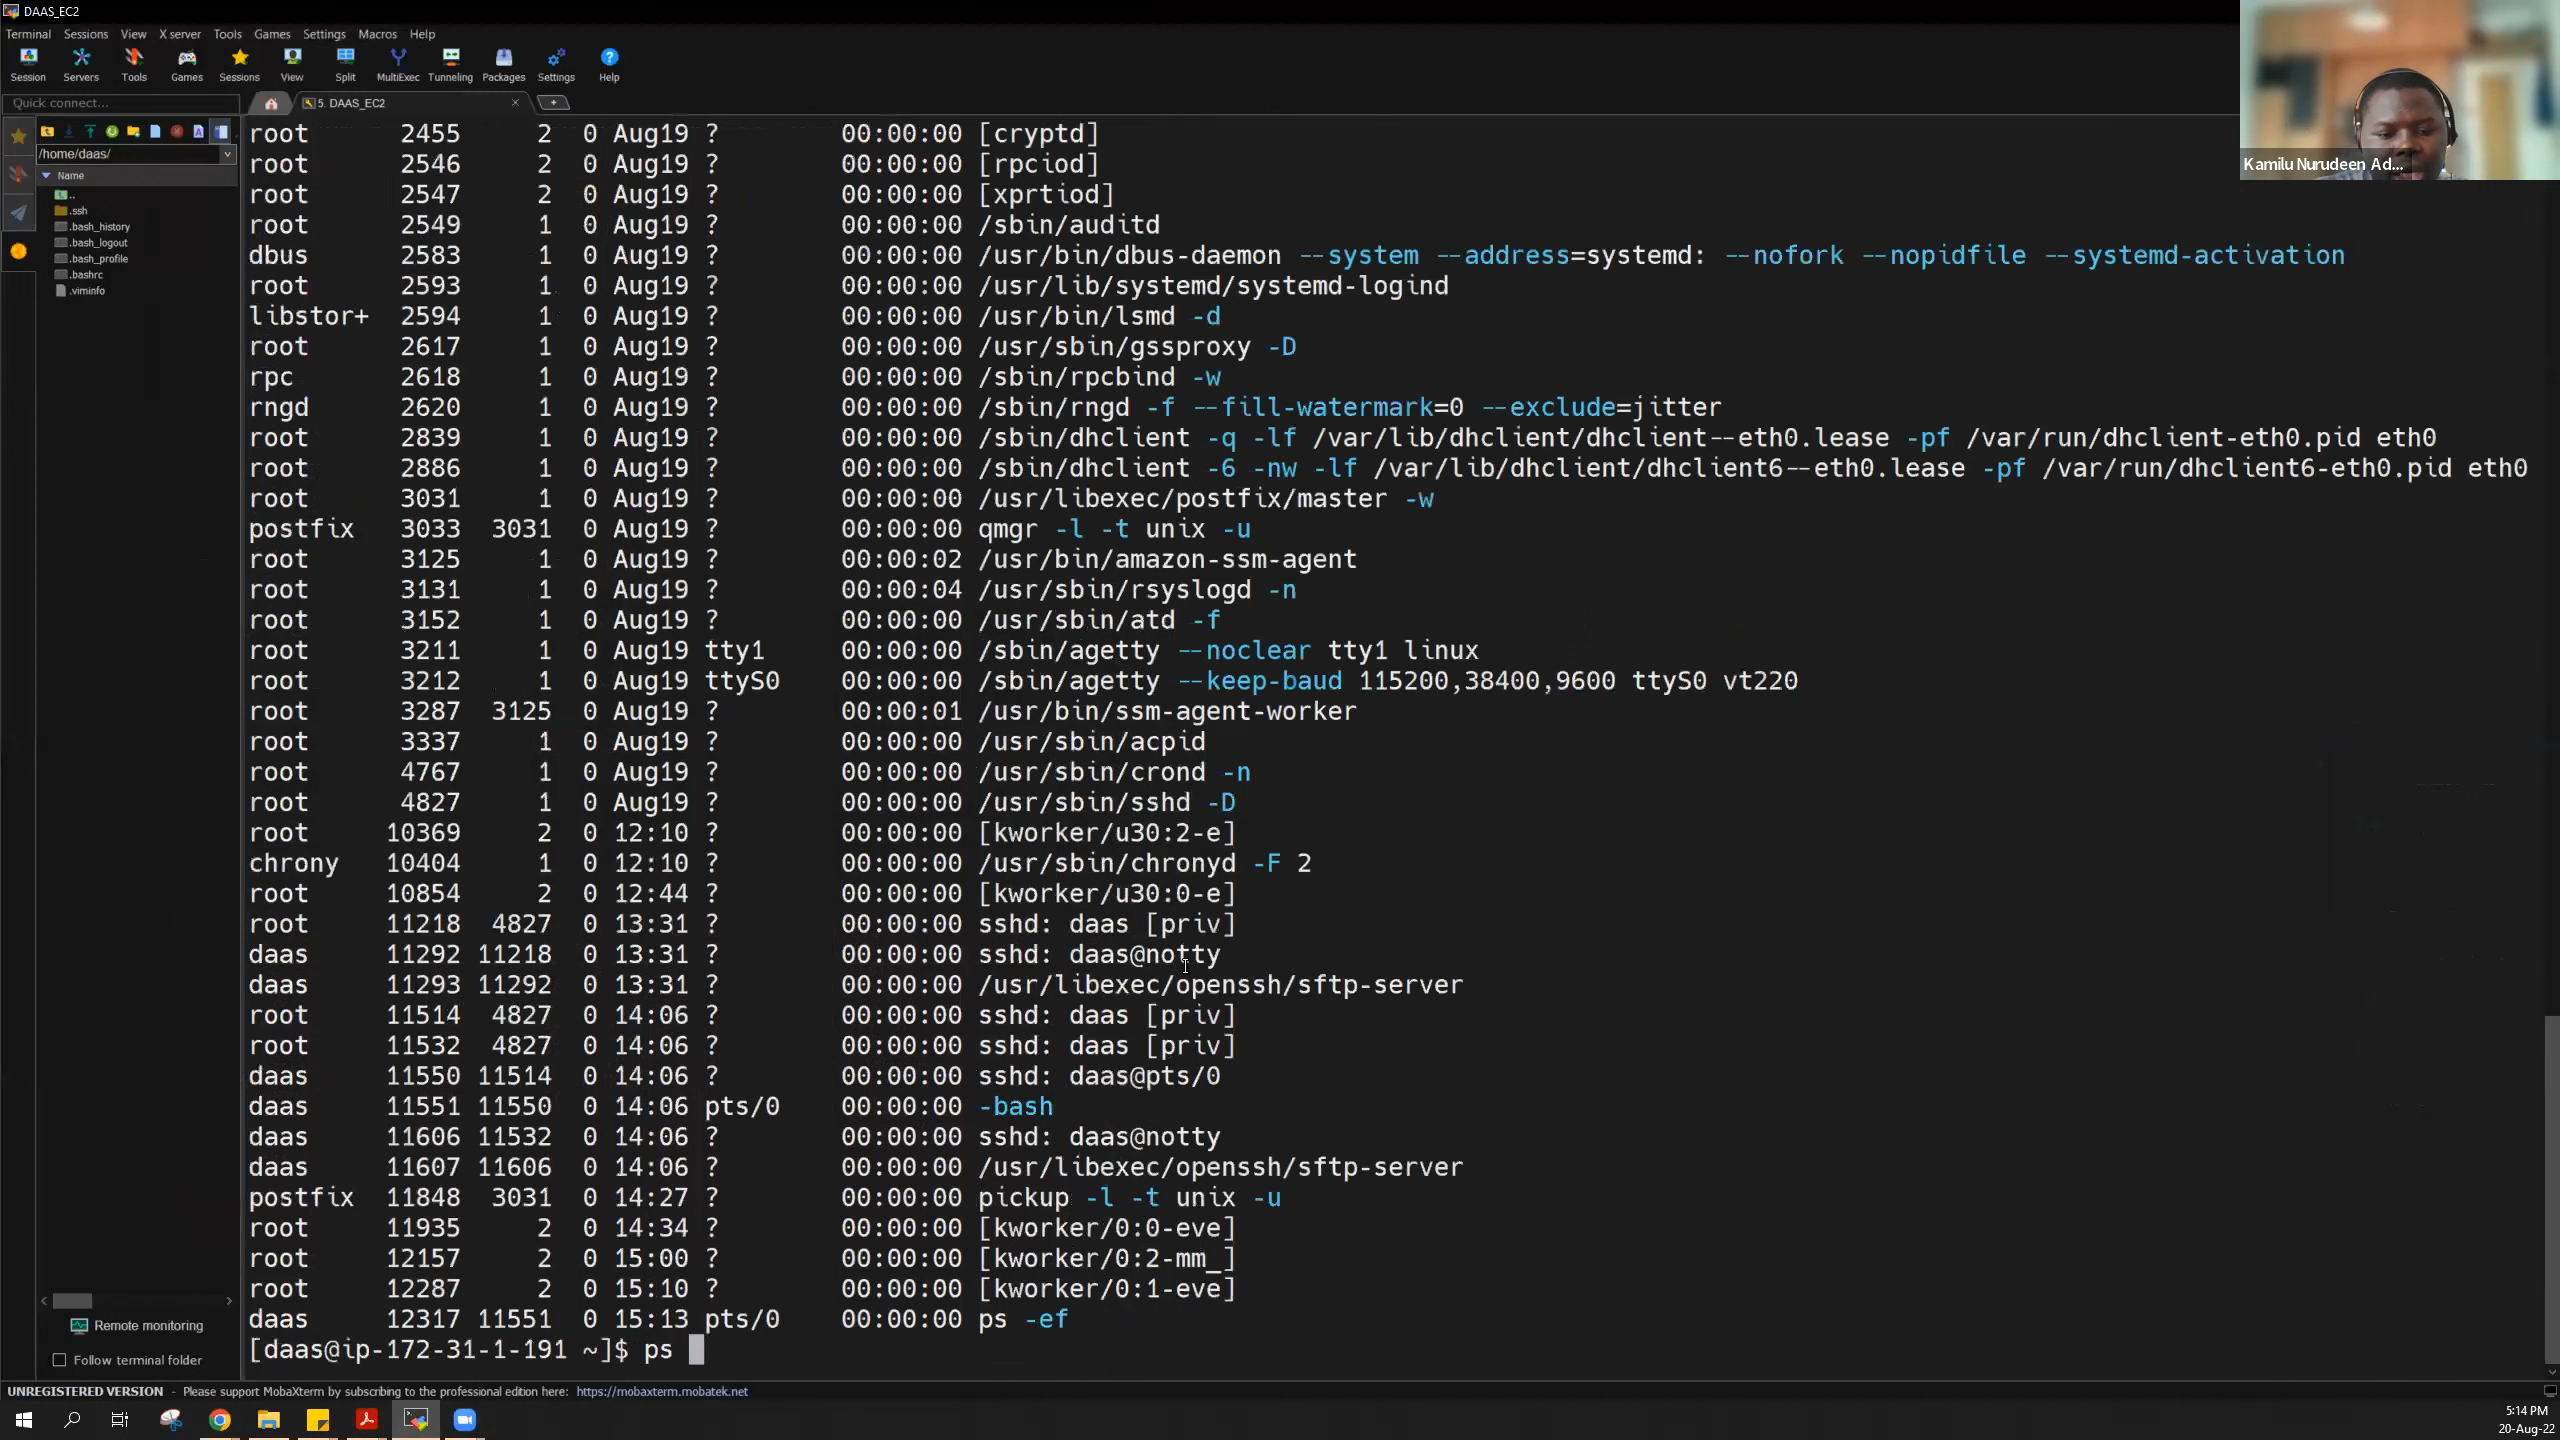 DAAS_EC2
Terminal Sessions View X server Tools Games Settings Macros Help
Session Servers Tools Games Sessions View Split MultiExec Tunneling Packages Settings Help
Quick connect...
5. DAAS_EC2
/home/daas/
Name
..
.ssh
.bash_history
.bash_logout
.bash_profile
.bashrc
.viminfo
Remote monitoring
Follow terminal folder
Kamilu Nurudeen Ad...
root 2455 2 0 Aug19 ? 00:00:00 [cryptd]
root 2546 2 0 Aug19 ? 00:00:00 [rpciod]
root 2547 2 0 Aug19 ? 00:00:00 [xprtiod]
root 2549 1 0 Aug19 ? 00:00:00 /sbin/auditd
dbus 2583 1 0 Aug19 ? 00:00:00 /usr/bin/dbus-daemon --system --address=systemd: --nofork --nopidfile --systemd-activation
root 2593 1 0 Aug19 ? 00:00:00 /usr/lib/systemd/systemd-logind
libstor+ 2594 1 0 Aug19 ? 00:00:00 /usr/bin/lsmd -d
root 2617 1 0 Aug19 ? 00:00:00 /usr/sbin/gssproxy -D
rpc 2618 1 0 Aug19 ? 00:00:00 /sbin/rpcbind -w
rngd 2620 1 0 Aug19 ? 00:00:00 /sbin/rngd -f --fill-watermark=0 --exclude=jitter
root 2839 1 0 Aug19 ? 00:00:00 /sbin/dhclient -q -lf /var/lib/dhclient/dhclient--eth0.lease -pf /var/run/dhclient-eth0.pid eth0
root 2886 1 0 Aug19 ? 00:00:00 /sbin/dhclient -6 -nw -lf /var/lib/dhclient/dhclient6--eth0.lease -pf /var/run/dhclient6-eth0.pid eth0
root 3031 1 0 Aug19 ? 00:00:00 /usr/libexec/postfix/master -w
postfix 3033 3031 0 Aug19 ? 00:00:00 qmgr -l -t unix -u
root 3125 1 0 Aug19 ? 00:00:02 /usr/bin/amazon-ssm-agent
root 3131 1 0 Aug19 ? 00:00:04 /usr/sbin/rsyslogd -n
root 3152 1 0 Aug19 ? 00:00:00 /usr/sbin/atd -f
root 3211 1 0 Aug19 tty1 00:00:00 /sbin/agetty --noclear tty1 linux
root 3212 1 0 Aug19 ttyS0 00:00:00 /sbin/agetty --keep-baud 115200,38400,9600 ttyS0 vt220
root 3287 3125 0 Aug19 ? 00:00:01 /usr/bin/ssm-agent-worker
root 3337 1 0 Aug19 ? 00:00:00 /usr/sbin/acpid
root 4767 1 0 Aug19 ? 00:00:00 /usr/sbin/crond -n
root 4827 1 0 Aug19 ? 00:00:00 /usr/sbin/sshd -D
root 10369 2 0 12:10 ? 00:00:00 [kworker/u30:2-e]
chrony 10404 1 0 12:10 ? 00:00:00 /usr/sbin/chronyd -F 2
root 10854 2 0 12:44 ? 00:00:00 [kworker/u30:0-e]
root 11218 4827 0 13:31 ? 00:00:00 sshd: daas [priv]
daas 11292 11218 0 13:31 ? 00:00:00 sshd: daas@notty
daas 11293 11292 0 13:31 ? 00:00:00 /usr/libexec/openssh/sftp-server
root 11514 4827 0 14:06 ? 00:00:00 sshd: daas [priv]
root 11532 4827 0 14:06 ? 00:00:00 sshd: daas [priv]
daas 11550 11514 0 14:06 ? 00:00:00 sshd: daas@pts/0
daas 11551 11550 0 14:06 pts/0 00:00:00 -bash
daas 11606 11532 0 14:06 ? 00:00:00 sshd: daas@notty
daas 11607 11606 0 14:06 ? 00:00:00 /usr/libexec/openssh/sftp-server
postfix 11848 3031 0 14:27 ? 00:00:00 pickup -l -t unix -u
root 11935 2 0 14:34 ? 00:00:00 [kworker/0:0-eve]
root 12157 2 0 15:00 ? 00:00:00 [kworker/0:2-mm_]
root 12287 2 0 15:10 ? 00:00:00 [kworker/0:1-eve]
daas 12317 11551 0 15:13 pts/0 00:00:00 ps -ef
[daas@ip-172-31-1-191 ~]$ ps
UNREGISTERED VERSION - Please support MobaXterm by subscribing to the professional edition here: https://mobaxterm.mobatek.net
5:14 PM
20-Aug-22